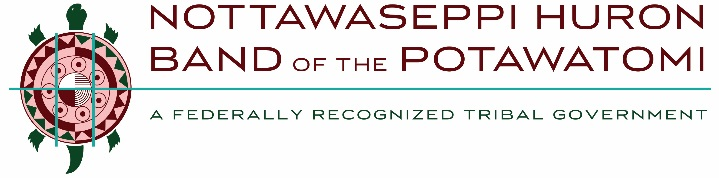 NOTTAWASEPPI HURON
BAND OF THE POTAWATOMI
A FEDERALLY RECOGNIZED TRIBAL GOVERNMENT